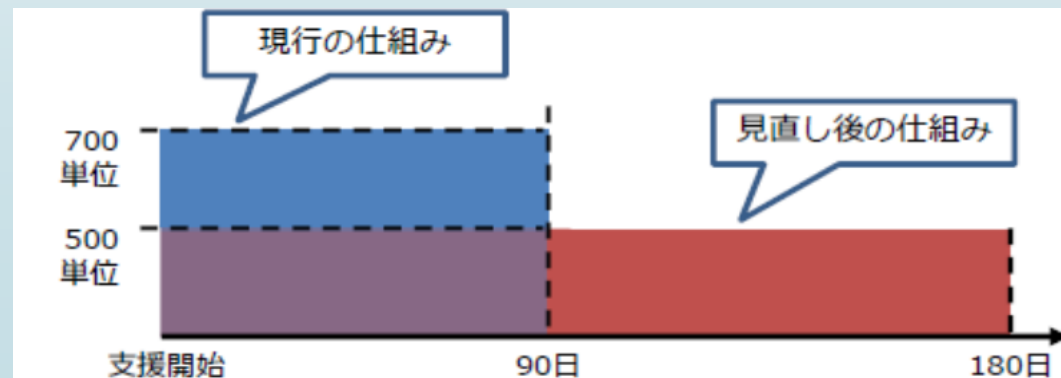 現行の仕組み
見直し後の仕組み
700
単位
500
単位
支援開始
90日
180日